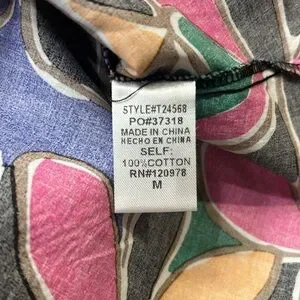 STYLE#T24568
PO#37318
MADE IN CHINA
HECHO EN CHINA
SELF:
100%COTTON
RN#120978
M